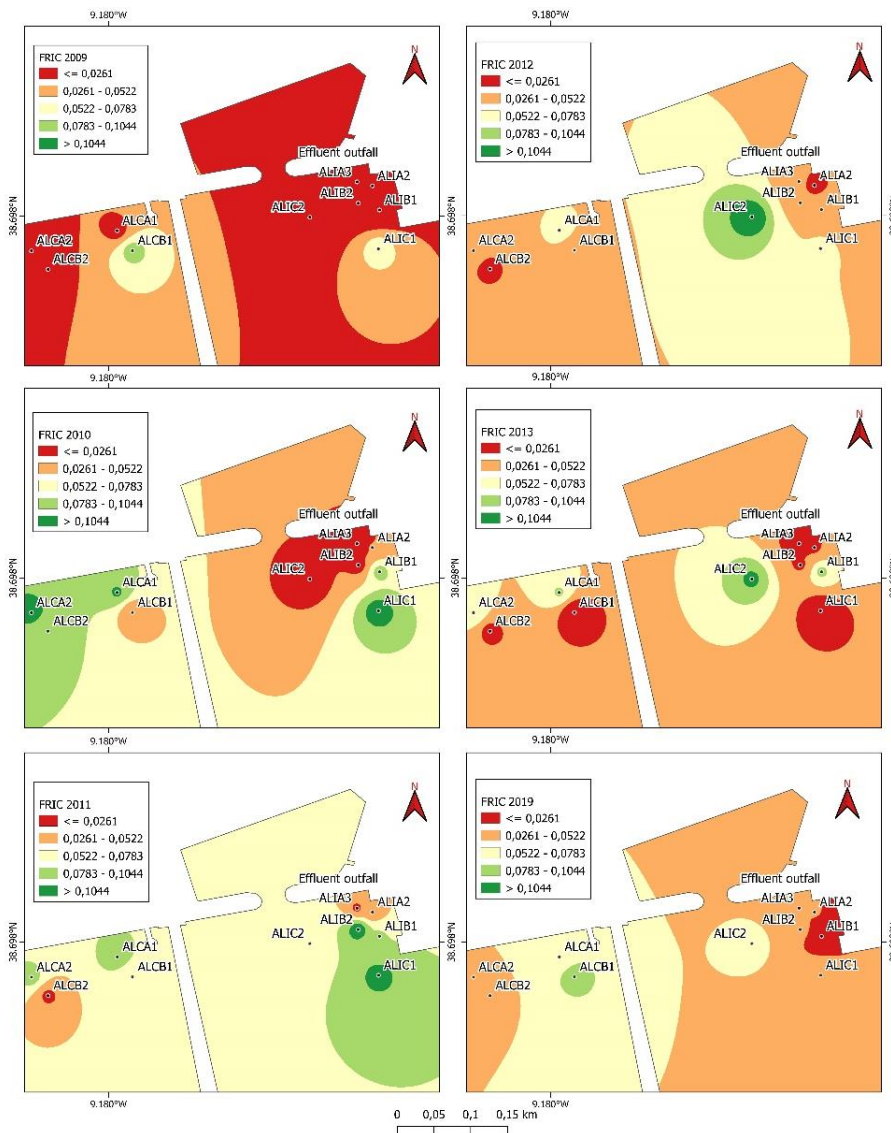 9.180°W
9.180°W
N
FRIC 2009
<= 0,0261
0,0261 - 0,0522
0,0522 - 0,0783
0,0783 - 0,1044
> 0,1044
Effluent outfall
ALIA3
ALIA2
ALIB2
ALIB1
ALIC2
ALIC1
ALCA1
ALCA2
ALCB1
ALCB2
38.698°N
N
FRIC 2012
<= 0,0261
0,0261 - 0,0522
0,0522 - 0,0783
0,0783 - 0,1044
> 0,1044
Effluent outfall
ALIA3
ALIA2
ALIB2
ALIB1
ALIC2
ALIC1
ALCA1
ALCA2
ALCB1
ALCB2
9.180°W
9.180°W
N
FRIC 2010
<= 0,0261
0,0261 - 0,0522
0,0522 - 0,0783
0,0783 - 0,1044
> 0,1044
Effluent outfall
ALIA3
ALIA2
ALIB2
ALIB1
ALIC2
ALIC1
ALCA1
ALCA2
ALCB1
ALCB2
38.698°N
N
FRIC 2013
<= 0,0261
0,0261 - 0,0522
0,0522 - 0,0783
0,0783 - 0,1044
> 0,1044
Effluent outfall
ALIA3
ALIA2
ALIB2
ALIB1
ALIC2
ALIC1
ALCA1
ALCA2
ALCB1
ALCB2
9.180°W
9.180°W
N
FRIC 2011
<= 0,0261
0,0261 - 0,0522
0,0522 - 0,0783
0,0783 - 0,1044
> 0,1044
Effluent outfall
ALIA3
ALIA2
ALIB2
ALIB1
ALIC2
ALIC1
ALCA1
ALCA2
ALCB1
ALCB2
38.698°N
N
FRIC 2019
<= 0,0261
0,0261 - 0,0522
0,0522 - 0,0783
0,0783 - 0,1044
> 0,1044
Effluent outfall
ALIA3
ALIA2
ALIB2
ALIB1
ALIC2
ALIC1
ALCA1
ALCA2
ALCB1
ALCB2
0 0,05 0,1 0,15 km